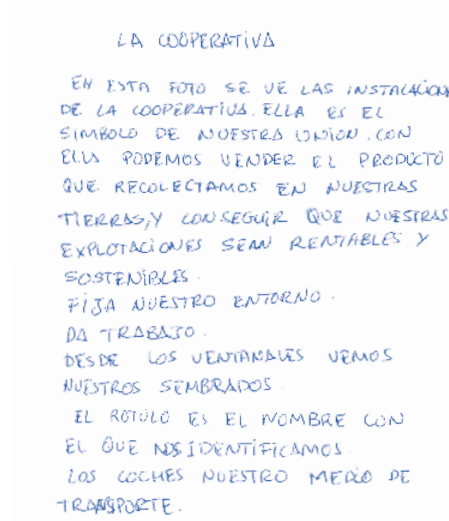 LA COOPERATIVA
EN ESTA FOTO SE VE LAS INSTALACION
DE LA COOPERATIVA. ELLA ES EL
SIMBOLO DE NUESTRA UNION. CON
ELLA PODEMOS VENDER EL PRODUCTO
QUE RECOLECTAMOS EN NUESTRAS
TIERRAS, Y CONSEGUIR QUE NUESTRAS
EXPLOTACIONES SEAN RENTABLES Y
SOSTENIBLES.
FIJA NUESTRO ENTORNO.
DA TRABAJO.
DESDE LOS VENTANALES VEMOS
NUESTROS SEMBRADOS.
EL ROTULO ES EL NOMBRE CON
EL QUE NOS IDENTIFICAMOS.
LOS COCHES NUESTRO MEDIO DE
TRANSPORTE.